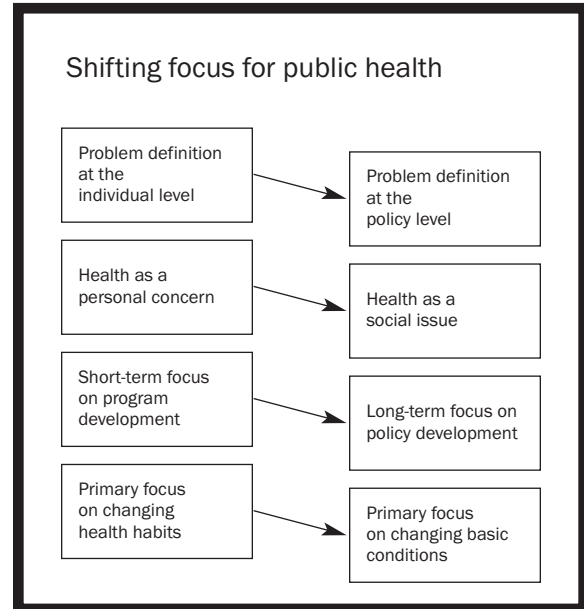 Shifting focus for public health
Problem definition
at the
individual level
Problem definition
at the
policy level
Health as a
personal concern
Health as a
social issue
Short-term focus
on program
development
Long-term focus on
policy development
Primary focus
on changing
health habits
Primary focus
on changing basic
conditions